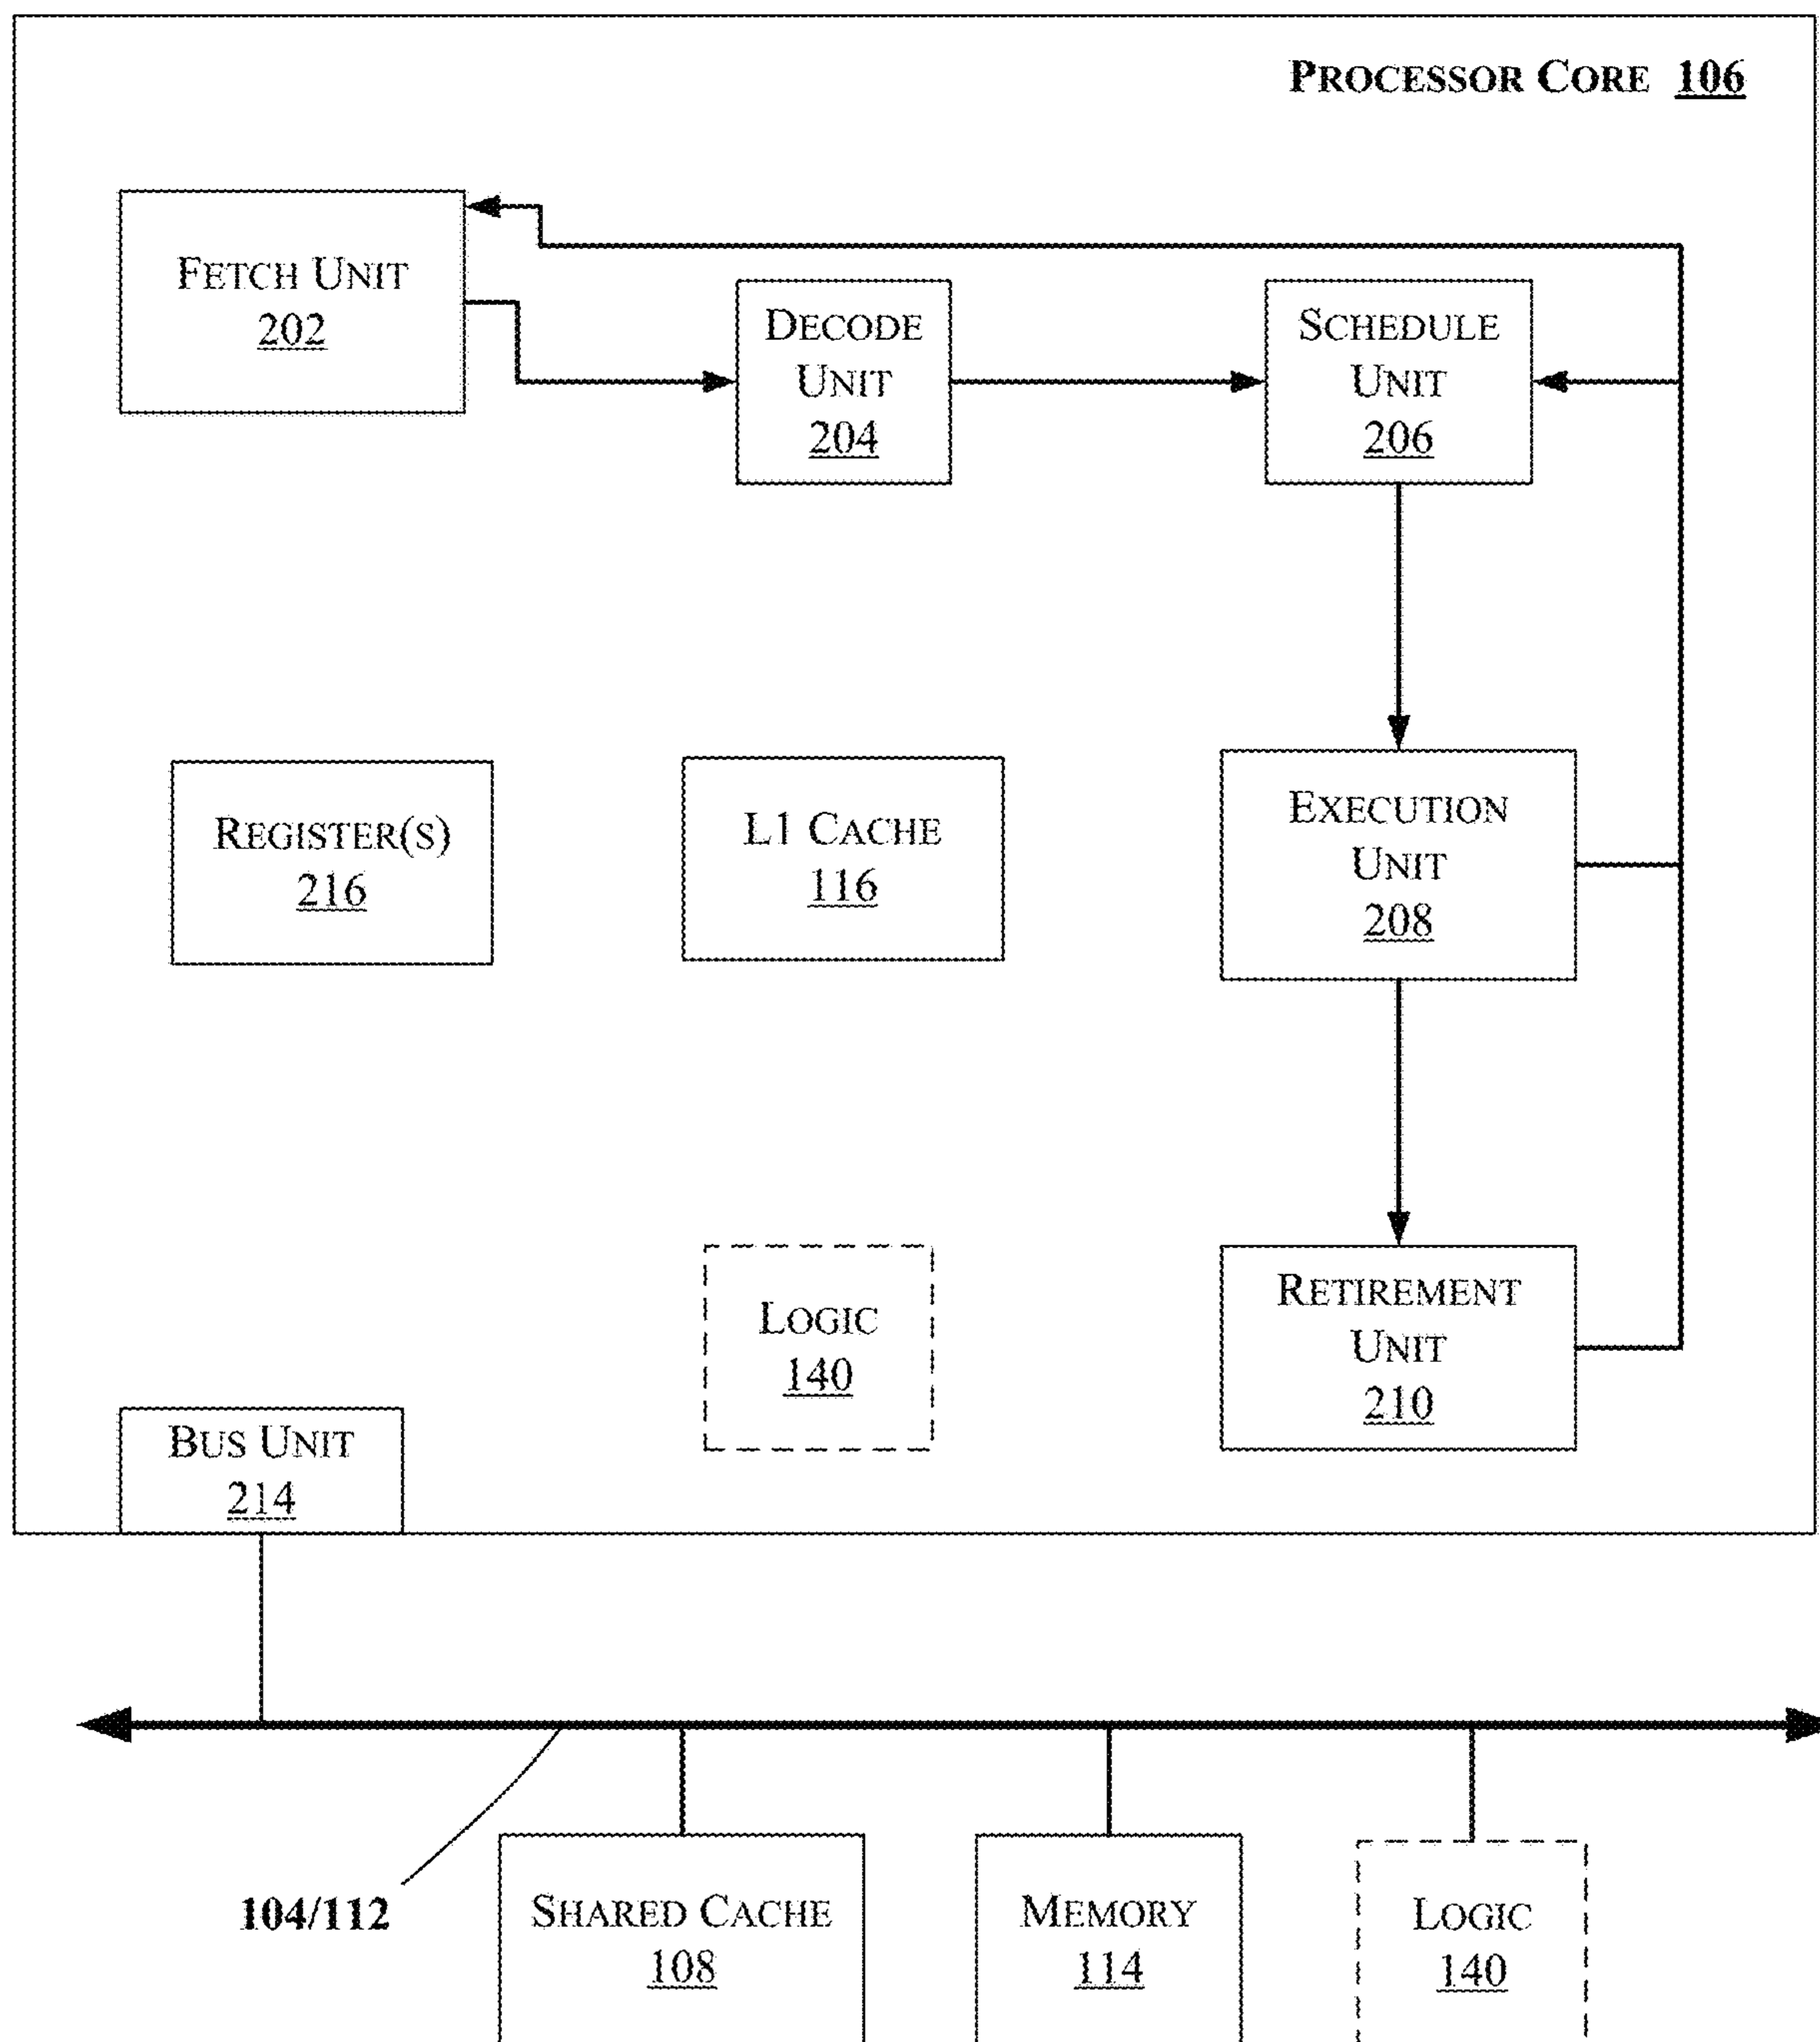 PROCESSOR CORE 106
FETCH UNIT
202
DECODE
UNIT
204
SCHEDULE
UNIT
206
REGISTER(S)
216
L1 CACHE
116
EXECUTION
UNIT
208
LOGIC
140
RETIREMENT
UNIT
210
BUS UNIT
214
104/112
SHARED CACHE
108
MEMORY
114
LOGIC
140